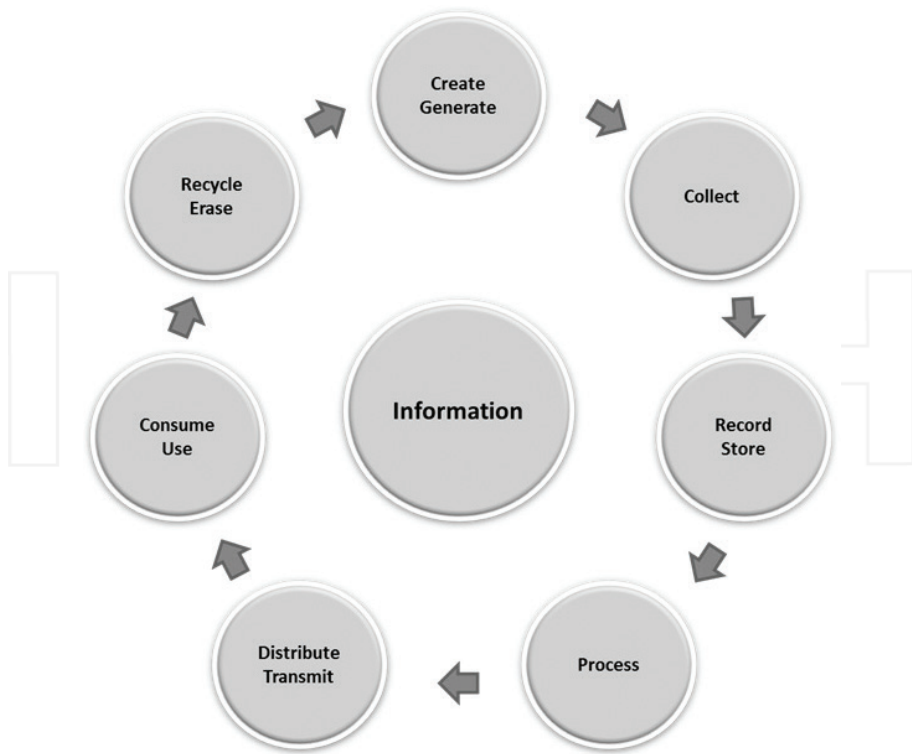 Create
Generate
Collect
Record
Store
Process
Distribute
Transmit
Consume
Use
Recycle
Erase
Information